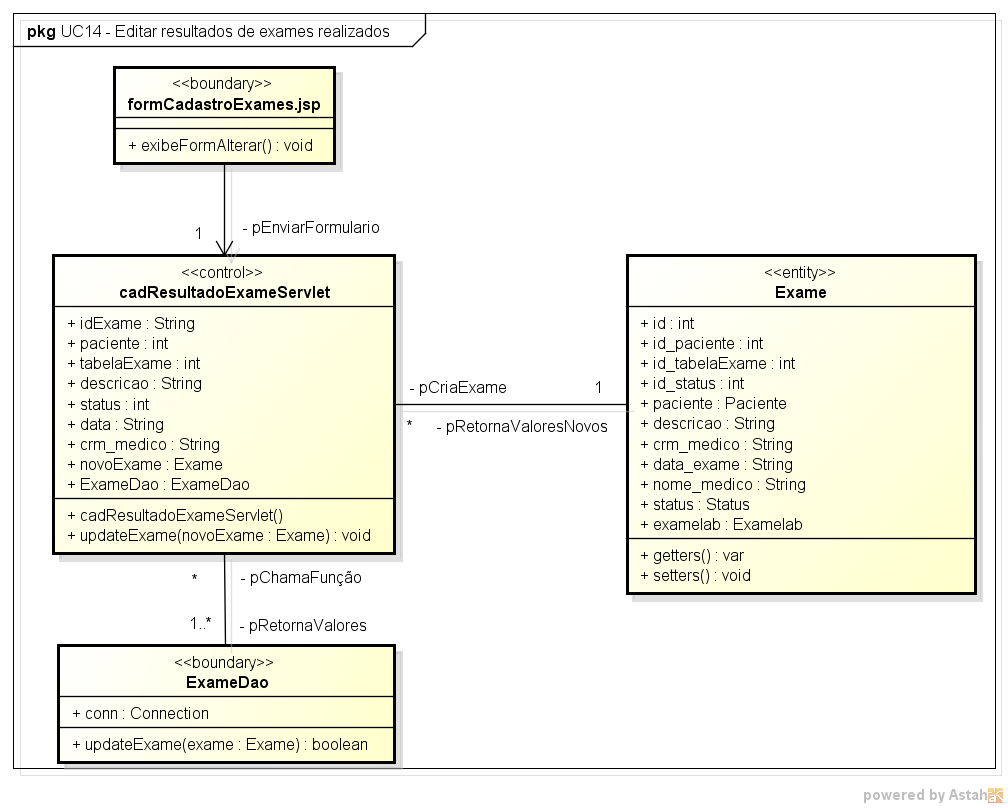 pkg UC14 - Editar resultados de exames realizados
<<boundary>>
formCadastroExames.jsp
+ exibeFormAlterar() : void
1
- pEnviarFormulario
<<control>>
cadResultadoExameServlet
+ idExame : String
+ paciente : int
+ tabelaExame : int
+ descricao : String
+ status : int
+ data : String
+ crm_medico : String
+ novoExame : Exame
+ ExameDao : ExameDao
+ cadResultadoExameServlet()
+ updateExame(novoExame : Exame) : void
- pCriaExame
1
*
- pRetornaValoresNovos
<<entity>>
Exame
+ id : int
+ id_paciente : int
+ id_tabelaExame : int
+ id_status : int
+ paciente : Paciente
+ descricao : String
+ crm_medico : String
+ data_exame : String
+ nome_medico : String
+ status : Status
+ examelab : Examelab
+ getters() : var
+ setters() : void
*
- pChamaFunção
1..*
- pRetornaValores
<<boundary>>
ExameDao
+ conn : Connection
+ updateExame(exame : Exame) : boolean
powered by Astah